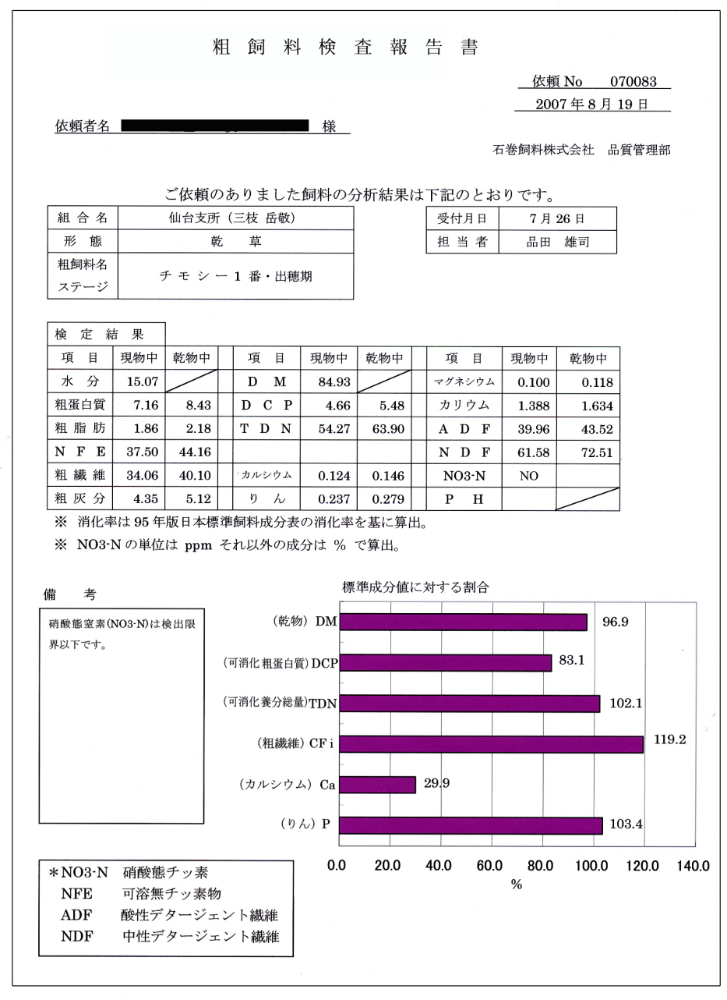 粗飼料検査報告書
依頼 No 070083
2007 年 8 月 19 日
依頼者名 様
石巻飼料株式会社 品質管理部
ご依頼のありました飼料の分析結果は下記のとおりです。
組合名 仙台支所（三枝 岳敬） 受付月日 7 月 26 日
形態 乾草 担当者 品田 雄司
粗飼料名
ステージ チモシー 1 番・出穂期
検定結果
項目 現物中 乾物中 項目 現物中 乾物中 項目 現物中 乾物中
水分 15.07 DM 84.93 マグネシウム 0.100 0.118
粗蛋白質 7.16 8.43 DCP 4.66 5.48 カリウム 1.388 1.634
粗脂肪 1.86 2.18 TDN 54.27 63.90 ADF 39.96 43.52
NFE 37.50 44.16 NDF 61.58 72.51
粗繊維 34.06 40.10 カルシウム 0.124 0.146 NO3-N NO
粗灰分 4.35 5.12 りん 0.237 0.279 PH
※ 消化率は 95 年版日本標準飼料成分表の消化率を基に算出。
※ NO3-N の単位は ppm それ以外の成分は % で算出。
備考
硝酸態窒素(NO3-N)は検出限
界以下です。
標準成分値に対する割合
（乾物）DM 96.9
（可消化 粗蛋白質）DCP 83.1
（可消化 養分総量）TDN 102.1
（粗繊維）CFi 119.2
（カルシウム）Ca 29.9
（りん）P 103.4
0.0 20.0 40.0 60.0 80.0 100.0 120.0 140.0
%
＊NO3-N 硝酸態チッ素
NFE 可溶無チッ素物
ADF 酸性デタージェント繊維
NDF 中性デタージェント繊維